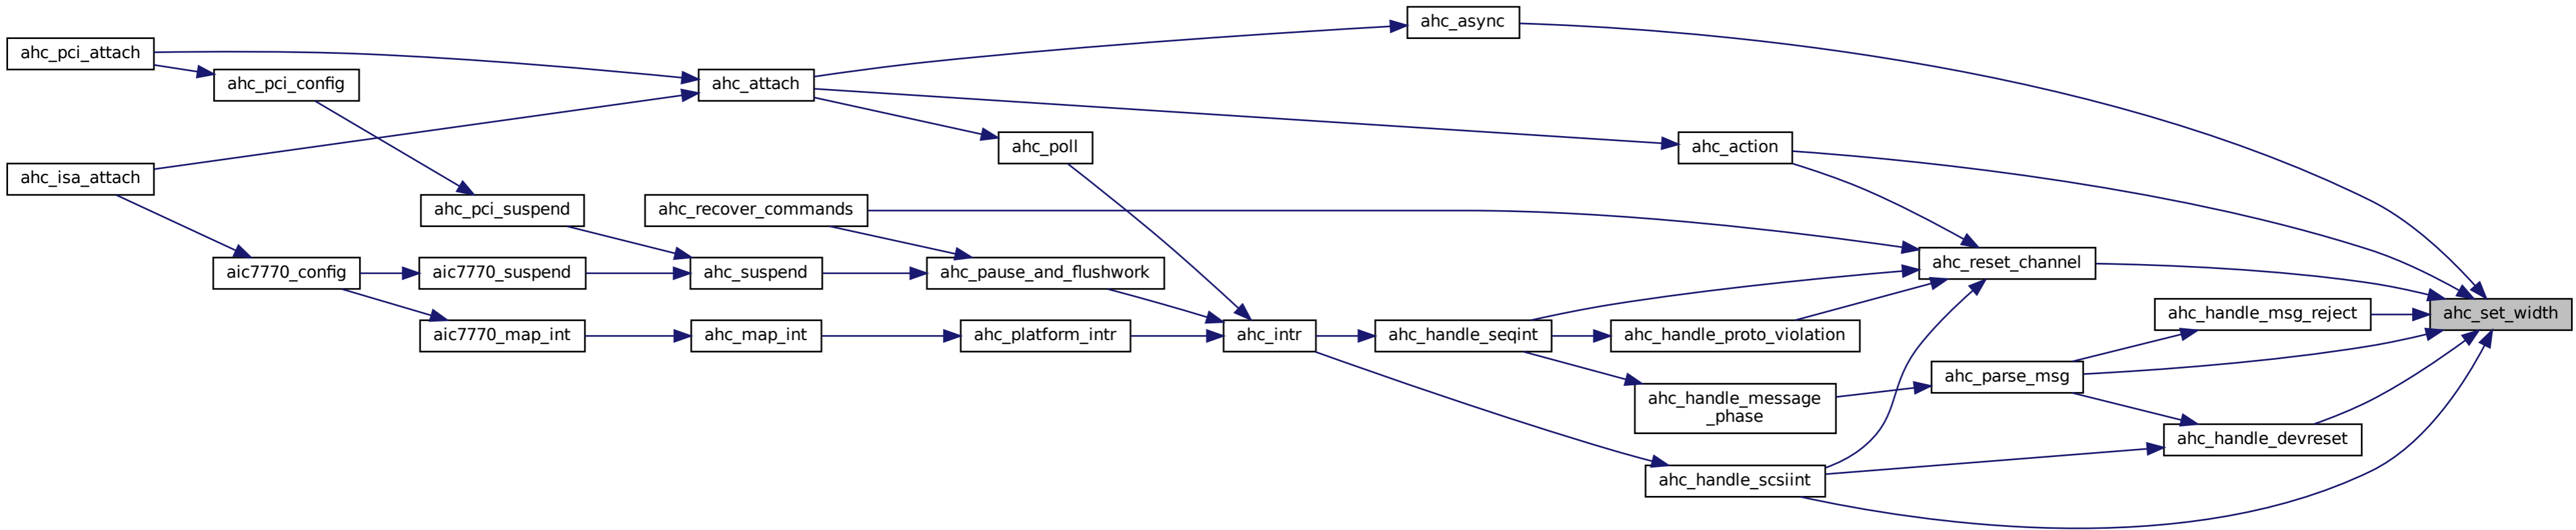 ahc_async
ahc_pci_attach
ahc_pci_config
ahc_attach
ahc_poll
ahc_action
ahc_isa_attach
ahc_pci_suspend
ahc_recover_commands
aic7770_config
aic7770_suspend
ahc_suspend
ahc_pause_and_flushwork
ahc_reset_channel
ahc_handle_msg_reject
ahc_set_width
aic7770_map_int
ahc_map_int
ahc_platform_intr
ahc_intr
ahc_handle_seqint
ahc_handle_proto_violation
ahc_parse_msg
ahc_handle_message
_phase
ahc_handle_devreset
ahc_handle_scsiint